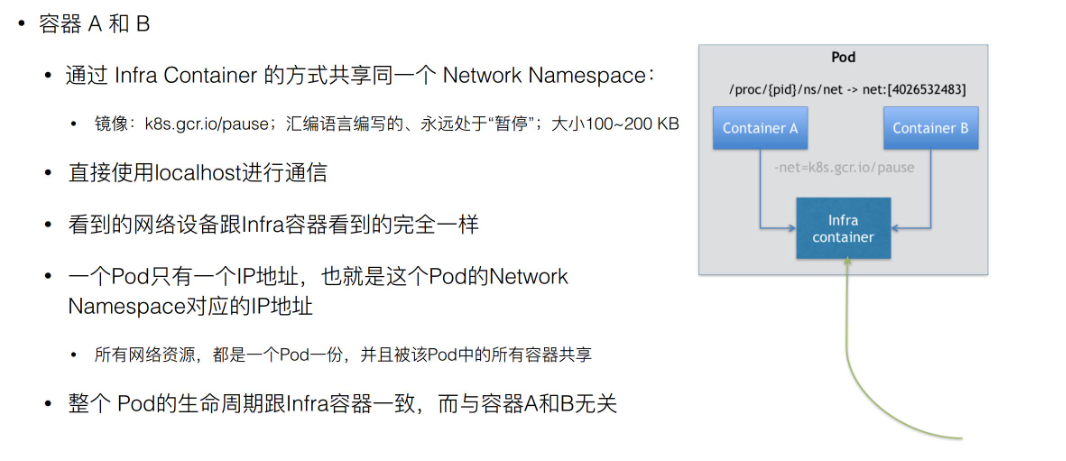 • 容器 A 和 B
• 通过 Infra Container 的方式共享同一个 Network Namespace：
• 镜像：k8s.gcr.io/pause；汇编语言编写的、永远处于“暂停”；大小100~200 KB
• 直接使用localhost进行通信
• 看到的网络设备跟Infra容器看到的完全一样
• 一个Pod只有一个IP地址，也就是这个Pod的Network
Namespace对应的IP地址
• 所有网络资源，都是一个Pod一份，并且被该Pod中的所有容器共享
• 整个 Pod的生命周期跟Infra容器一致，而与容器A和B无关
Pod
/proc/{pid}/ns/net -> net:[4026532483]
Container A
Container B
-net=k8s.gcr.io/pause
Infra
container